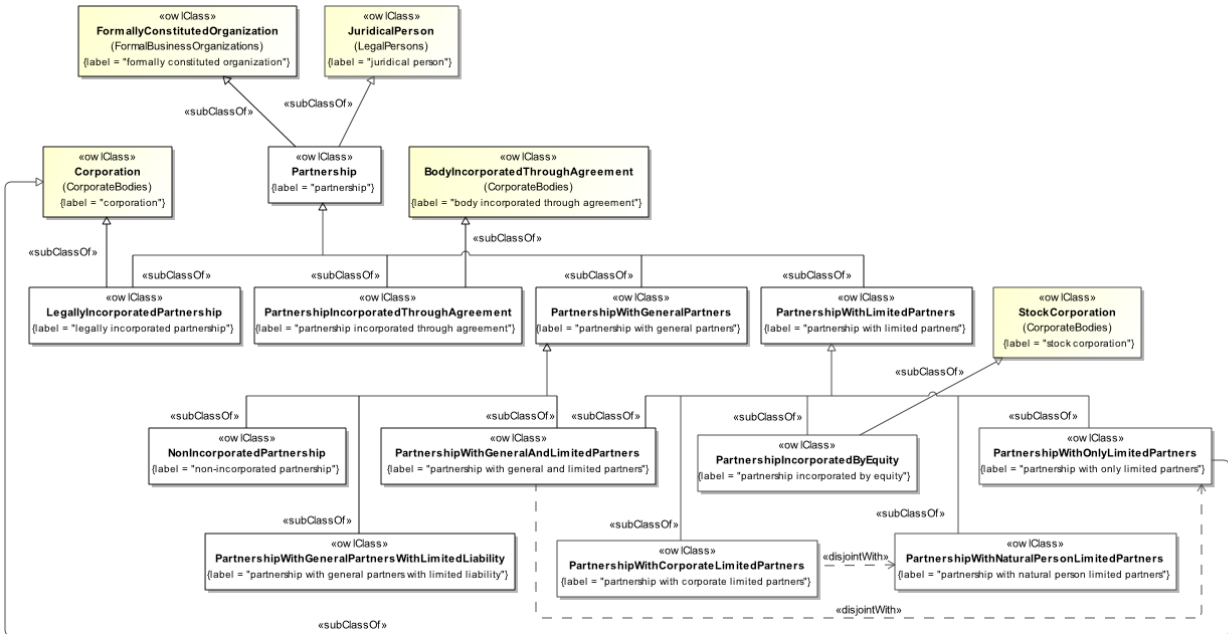 «owlClass»
FormallyConstitutedOrganization
(FormalBusinessOrganizations)
{label = "formally constituted organization"}
«owlClass»
JuridicalPerson
(LegalPersons)
{label = "juridical person"}
«subClassOf»
«subClassOf»
«owlClass»
Corporation
(CorporateBodies)
{label = "corporation"}
«owlClass»
Partnership
{label = "partnership"}
«owlClass»
BodyIncorporatedThroughAgreement
(CorporateBodies)
{label = "body incorporated through agreement"}
«subClassOf»
«subClassOf»
«subClassOf»
«subClassOf»
«subClassOf»
«subClassOf»
«owlClass»
LegallyIncorporatedPartnership
{label = "legally incorporated partnership"}
«owlClass»
PartnershipIncorporatedThroughAgreement
{label = "partnership incorporated through agreement"}
«owlClass»
PartnershipWithGeneralPartners
{label = "partnership with general partners"}
«owlClass»
PartnershipWithLimitedPartners
{label = "partnership with limited partners"}
«owlClass»
StockCorporation
(CorporateBodies)
{label = "stock corporation"}
«subClassOf»
«subClassOf»
«subClassOf»
«subClassOf»
«subClassOf»
«subClassOf»
«owlClass»
NonIncorporatedPartnership
{label = "non-incorporated partnership"}
«owlClass»
PartnershipWithGeneralAndLimitedPartners
{label = "partnership with general and limited partners"}
«owlClass»
PartnershipIncorporatedByEquity
{label = "partnership incorporated by equity"}
«owlClass»
PartnershipWithOnlyLimitedPartners
{label = "partnership with only limited partners"}
«subClassOf»
«subClassOf»
«subClassOf»
«owlClass»
PartnershipWithGeneralPartnersWithLimitedLiability
{label = "partnership with general partners with limited liability"}
«owlClass»
PartnershipWithCorporateLimitedPartners
{label = "partnership with corporate limited partners"}
«disjointWith»
«owlClass»
PartnershipWithNaturalPersonLimitedPartners
{label = "partnership with natural person limited partners"}
«disjointWith»
«subClassOf»